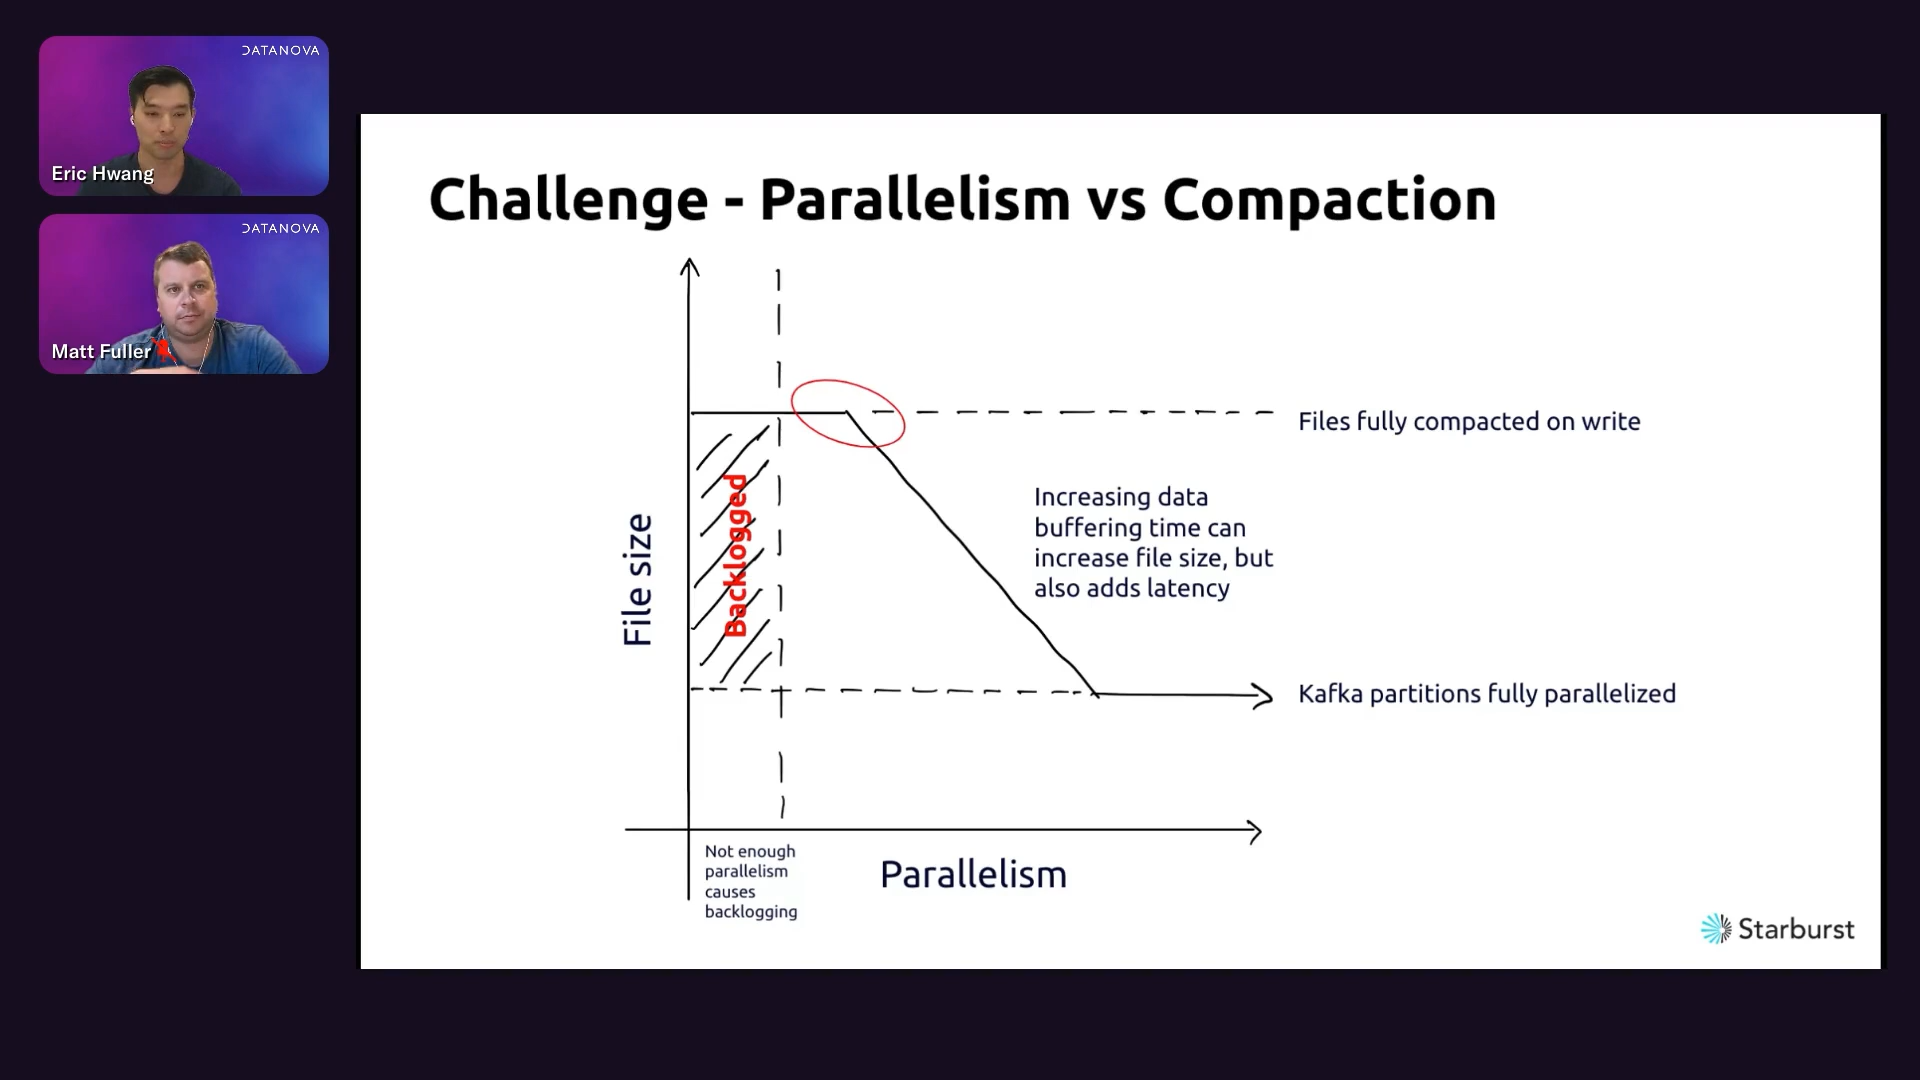 DATANOVA
Eric Hwang
DATANOVA
Matt Fuller
Challenge - Parallelism vs Compaction
Files fully compacted on write
Increasing data
buffering time can
increase file size, but
also adds latency
File size
Backlogged
Kafka partitions fully parallelized
Not enough
parallelism
causes
backlogging
Parallelism
Starburst